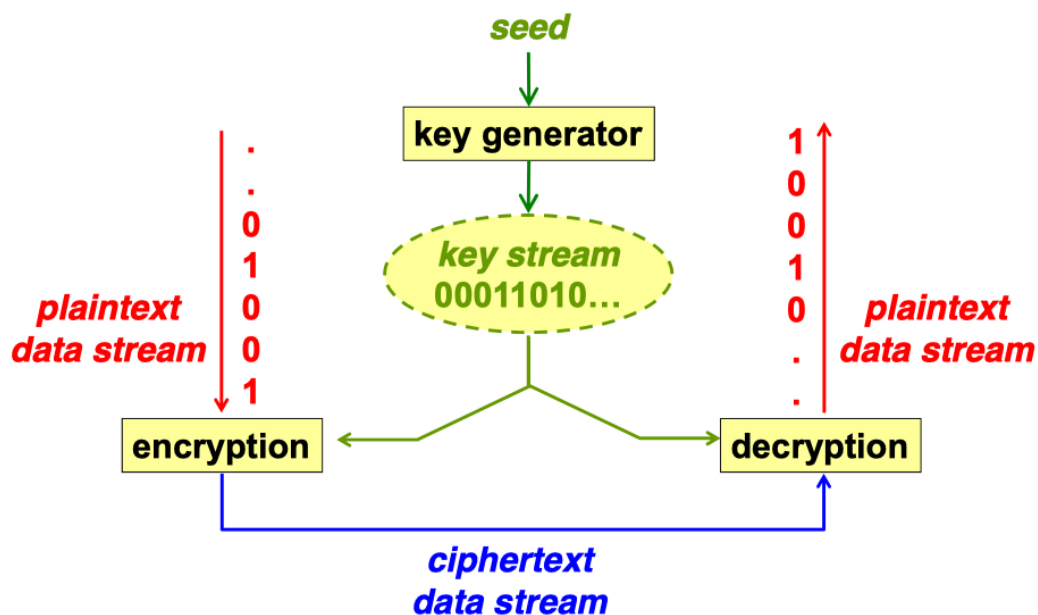 seed
key generator
.
.
0
1
0
0
1
plaintext
data stream
key stream
00011010...
1
0
0
1
0
.
.
plaintext
data stream
encryption
decryption
ciphertext
data stream